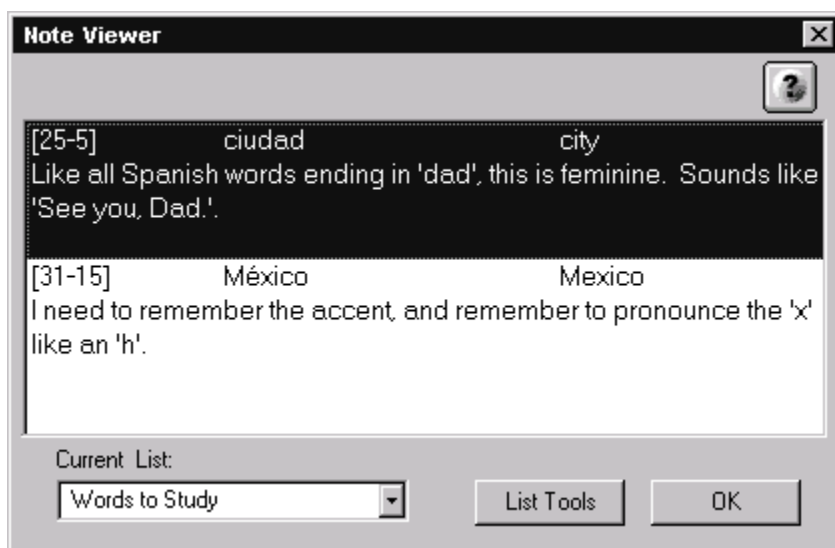 Note Viewer
?
[25-5] ciudad city
Like all Spanish words ending in 'dad', this is feminine.  Sounds like
'See you, Dad.'.
[31-15] México Mexico
I need to remember the accent, and remember to pronounce the 'x'
like an 'h'.
Current List:
Words to Study
List Tools OK